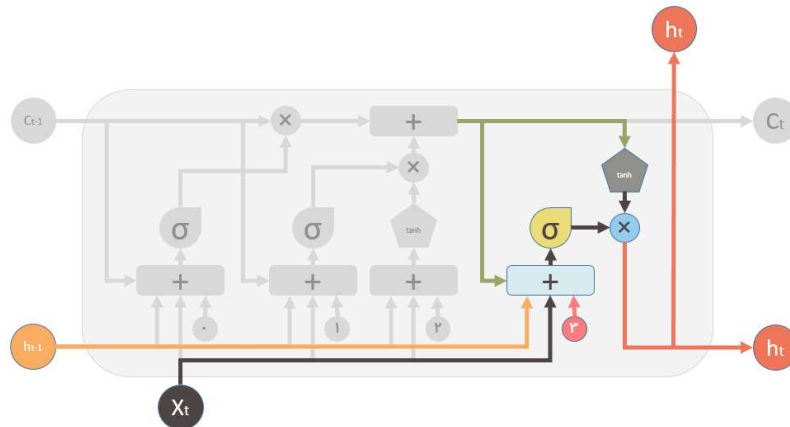 ht
Ct-1
×
+
Ct
×
tanh
σ
σ
tanh
σ
×
+
+
+
+
ht-1
۰
۱
۲
۳
ht
Xt